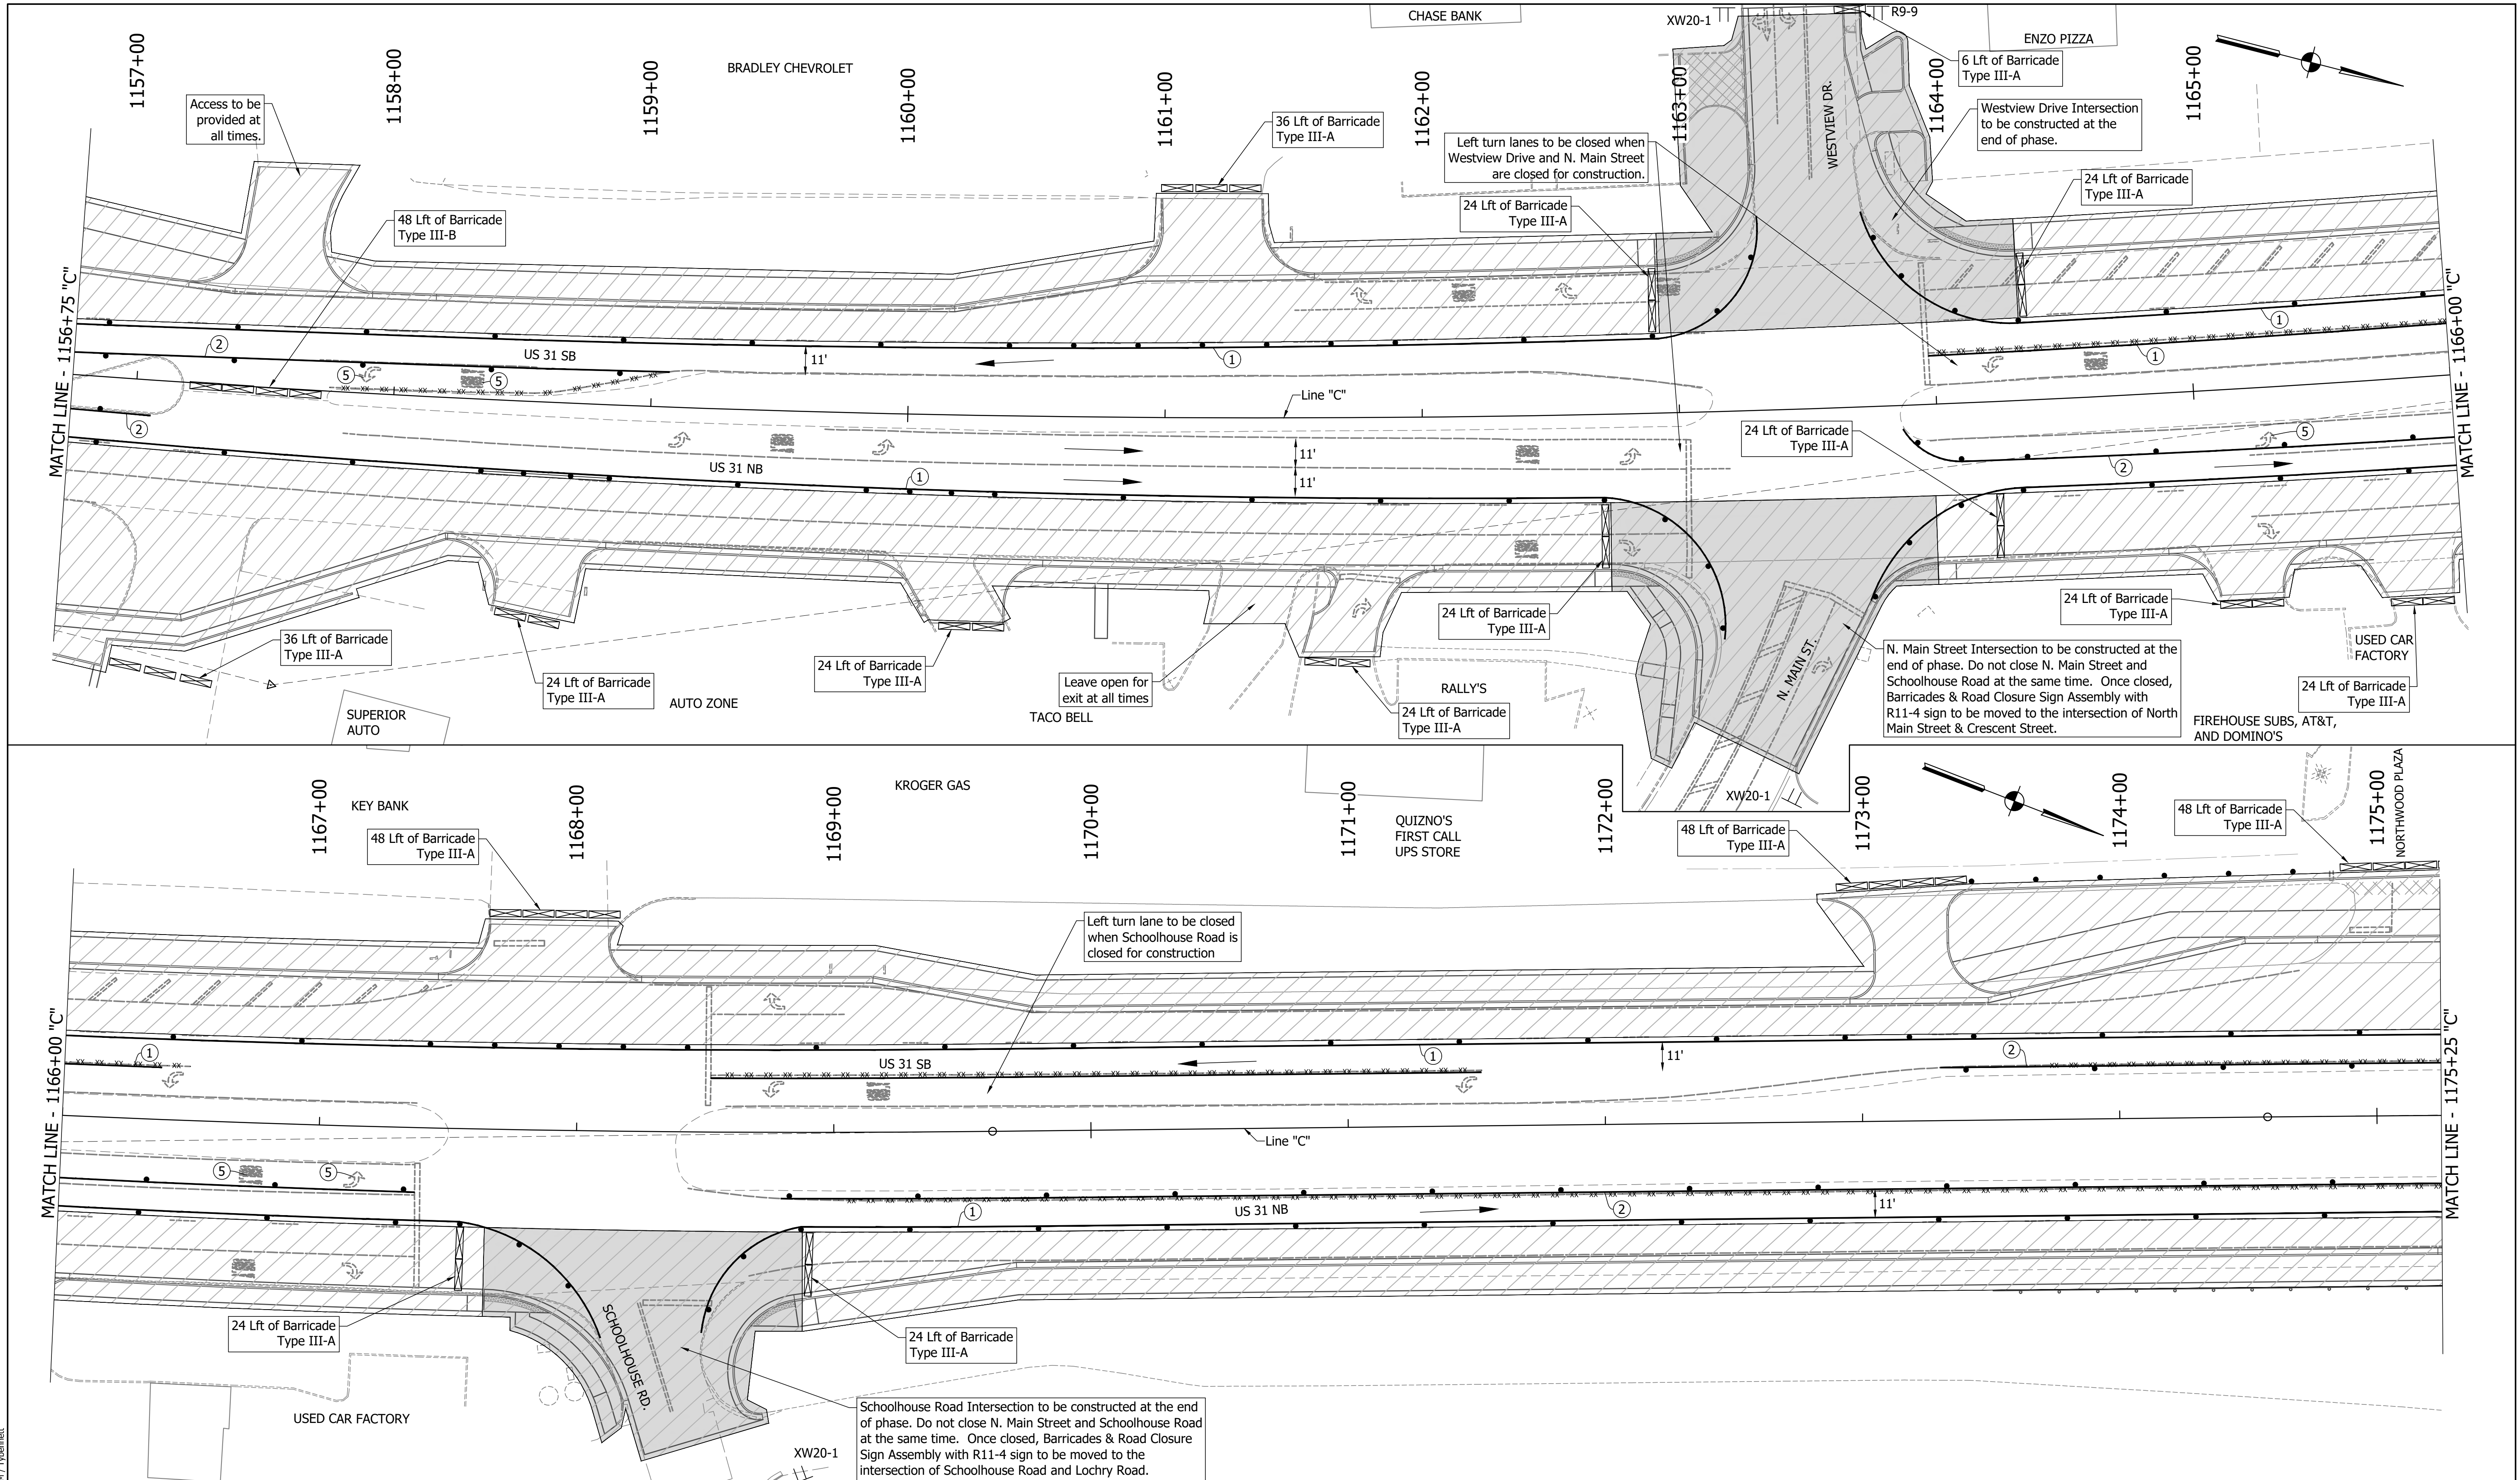 CHASE BANK
XW20-1
R9-9
ENZO PIZZA
6 Lft of Barricade
Type III-A
1157+00
1158+00
1159+00
1160+00
1161+00
1162+00
1163+00
1164+00
1165+00
BRADLEY CHEVROLET
WESTVIEW DR.
Access to be
provided at
all times.
36 Lft of Barricade
Type III-A
Left turn lanes to be closed when
Westview Drive and N. Main Street
are closed for construction.
Westview Drive Intersection
to be constructed at the
end of phase.
48 Lft of Barricade
Type III-B
24 Lft of Barricade
Type III-A
24 Lft of Barricade
Type III-A
MATCH LINE - 1156+75 "C"
MATCH LINE - 1166+00 "C"
2
US 31 SB
11'
1
1
1
5
5
2
Line "C"
24 Lft of Barricade
Type III-A
5
2
US 31 NB
1
11'
11'
24 Lft of Barricade
Type III-A
24 Lft of Barricade
Type III-A
36 Lft of Barricade
Type III-A
24 Lft of Barricade
Type III-A
24 Lft of Barricade
Type III-A
Leave open for
exit at all times
24 Lft of Barricade
Type III-A
N. MAIN ST.
N. Main Street Intersection to be constructed at the
end of phase. Do not close N. Main Street and
Schoolhouse Road at the same time. Once closed,
Barricades & Road Closure Sign Assembly with
R11-4 sign to be moved to the intersection of North
Main Street & Crescent Street.
USED CAR
FACTORY
24 Lft of Barricade
Type III-A
SUPERIOR
AUTO
AUTO ZONE
TACO BELL
RALLY'S
FIREHOUSE SUBS, AT&T,
AND DOMINO'S
XW20-1
1167+00
1168+00
1169+00
1170+00
1171+00
1172+00
1173+00
1174+00
1175+00
KEY BANK
KROGER GAS
QUIZNO'S
FIRST CALL
UPS STORE
NORTHWOOD PLAZA
48 Lft of Barricade
Type III-A
48 Lft of Barricade
Type III-A
48 Lft of Barricade
Type III-A
Left turn lane to be closed
when Schoolhouse Road is
closed for construction
MATCH LINE - 1166+00 "C"
MATCH LINE - 1175+25 "C"
1
US 31 SB
1
11'
2
Line "C"
5
5
1
US 31 NB
2
11'
24 Lft of Barricade
Type III-A
24 Lft of Barricade
Type III-A
SCHOOLHOUSE RD.
USED CAR FACTORY
Schoolhouse Road Intersection to be constructed at the end
of phase. Do not close N. Main Street and Schoolhouse Road
at the same time. Once closed, Barricades & Road Closure
Sign Assembly with R11-4 sign to be moved to the
intersection of Schoolhouse Road and Lochry Road.
XW20-1